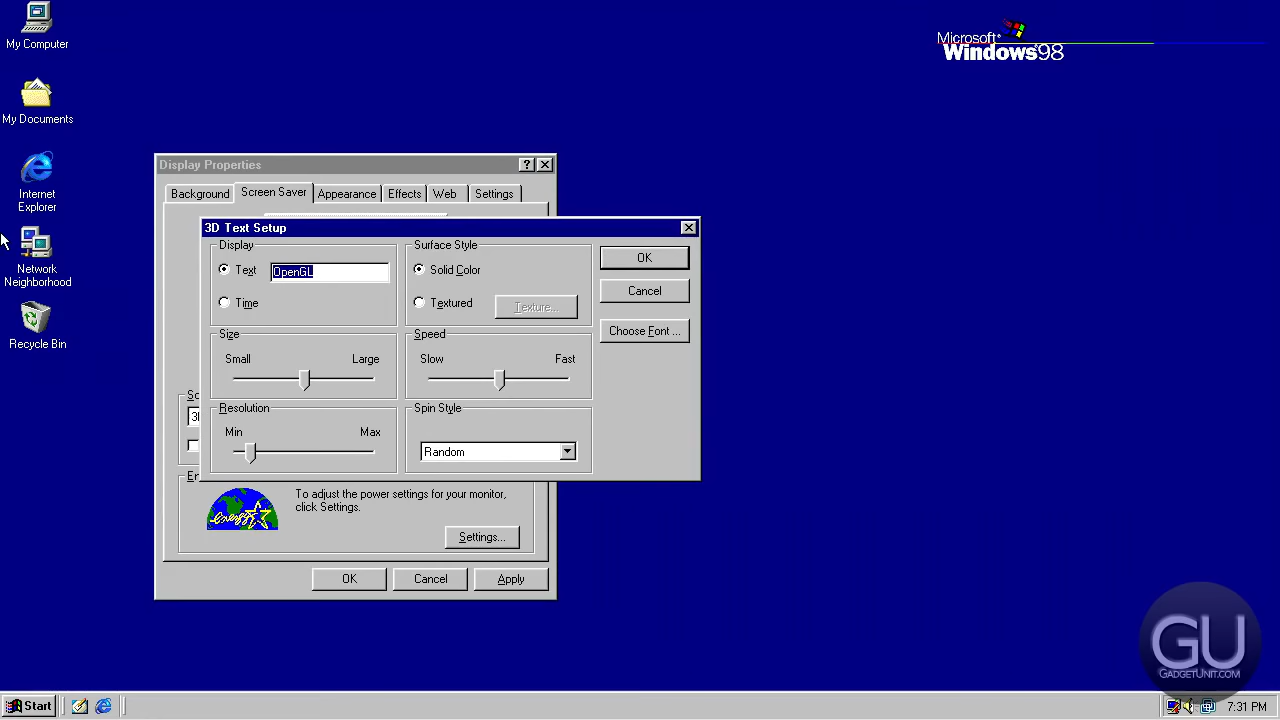 My Computer
Microsoft
Windows 98
My Documents
Internet
Explorer
Network
Neighborhood
Recycle Bin
Display Properties
Background
Screen Saver
Appearance
Effects
Web
Settings
3D Text Setup
Display
Text
OpenGL
Time
Surface Style
Solid Color
Textured
Texture...
OK
Cancel
Choose Font ...
Size
Small
Large
Speed
Slow
Fast
Resolution
Min
Max
Spin Style
Random
To adjust the power settings for your monitor,
click Settings.
energy
Settings...
OK
Cancel
Apply
GU
GADGETUNIT.COM
Start
7:31 PM